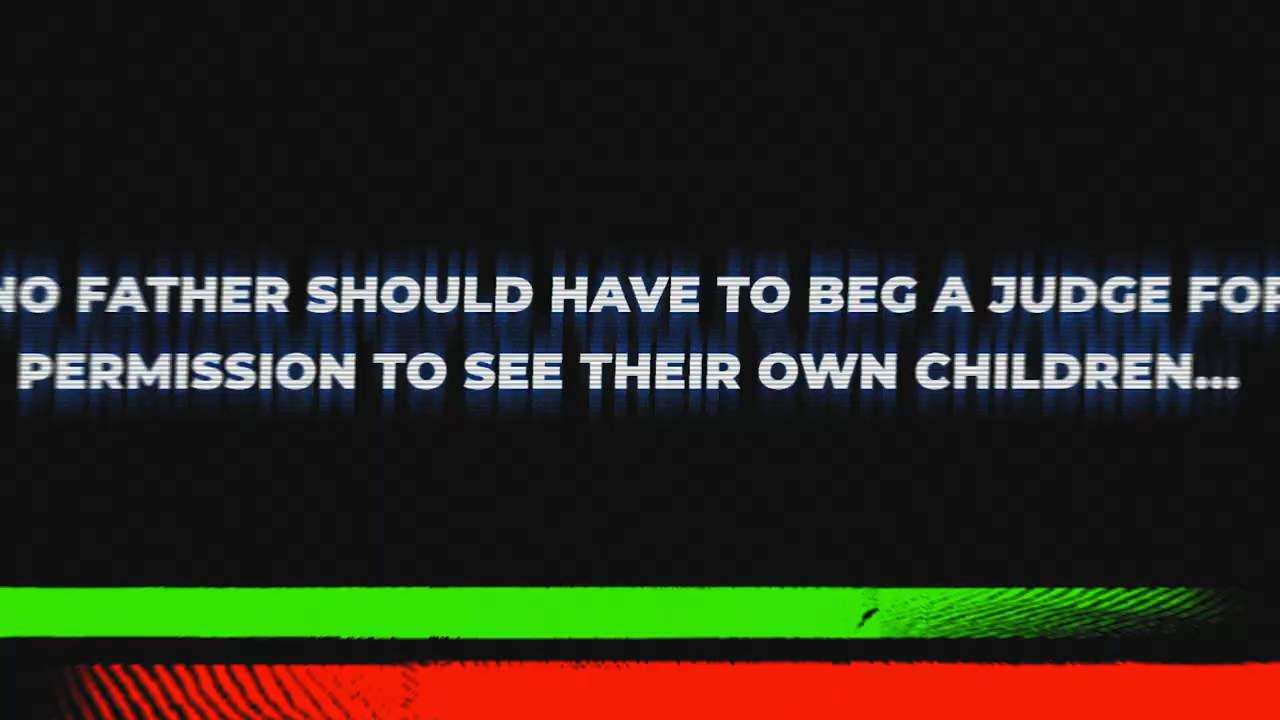 NO FATHER SHOULD HAVE TO BEG A JUDGE FOR
PERMISSION TO SEE THEIR OWN CHILDREN...